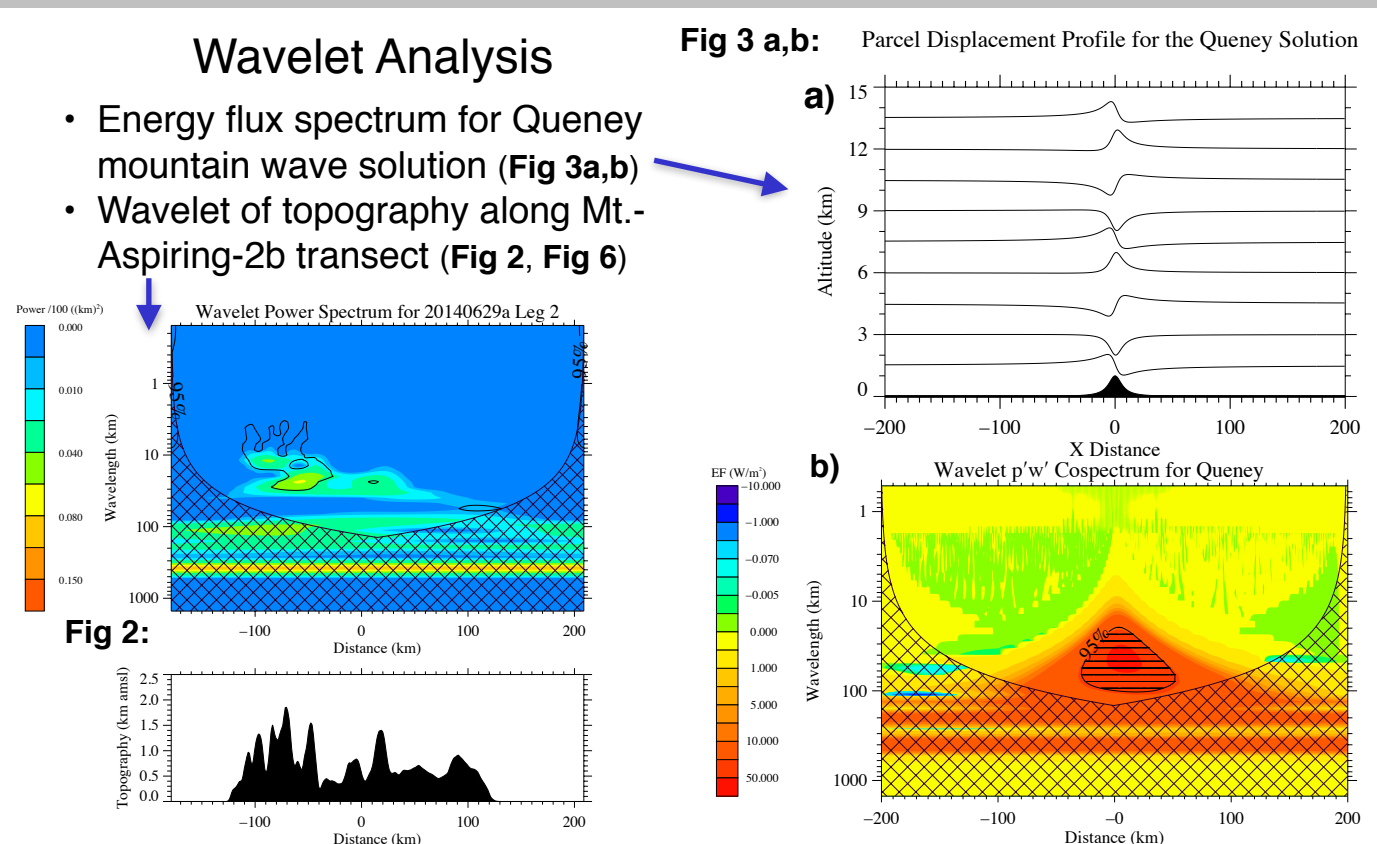 Wavelet Analysis
• Energy flux spectrum for Queney
mountain wave solution (Fig 3a,b)
• Wavelet of topography along Mt.-
Aspiring-2b transect (Fig 2, Fig 6)
Power /100 ((km)²)
0.000
0.010
0.040
0.080
0.150
Wavelet Power Spectrum for 20140629a Leg 2
Wavelength (km)
1
10
100
1000
95%
95%
−100 0 100 200
Distance (km)
Fig 2:
Topography (km amsl)
2.5
2.0
1.5
1.0
0.5
0.0
−100 0 100 200
Distance (km)
Fig 3 a,b:
Parcel Displacement Profile for the Queney Solution
a)
Altitude (km)
15
12
9
6
3
0
−200 −100 0 100 200
X Distance
b)
Wavelet p'w' Cospectrum for Queney
EF (W/m²)
−10.000
−1.000
−0.070
−0.005
0.000
1.000
5.000
10.000
50.000
Wavelength (km)
1
10
100
1000
95%
−200 −100 −0 100 200
Distance (km)